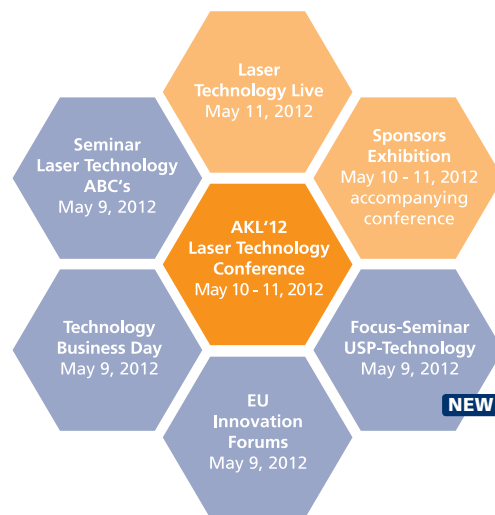 Laser
Technology Live
May 11, 2012
Seminar
Laser Technology
ABC's
May 9, 2012
Sponsors
Exhibition
May 10 - 11, 2012
accompanying
conference
AKL'12
Laser Technology
Conference
May 10 - 11, 2012
Technology
Business Day
May 9, 2012
Focus-Seminar
USP-Technology
May 9, 2012
NEW
EU
Innovation
Forums
May 9, 2012